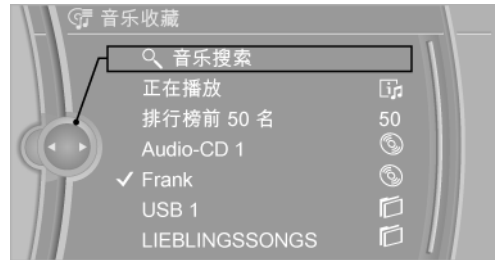 音乐收藏
音乐搜索
正在播放
排行榜前 50 名 50
Audio-CD 1
Frank
USB 1
LIEBLINGSSONGS